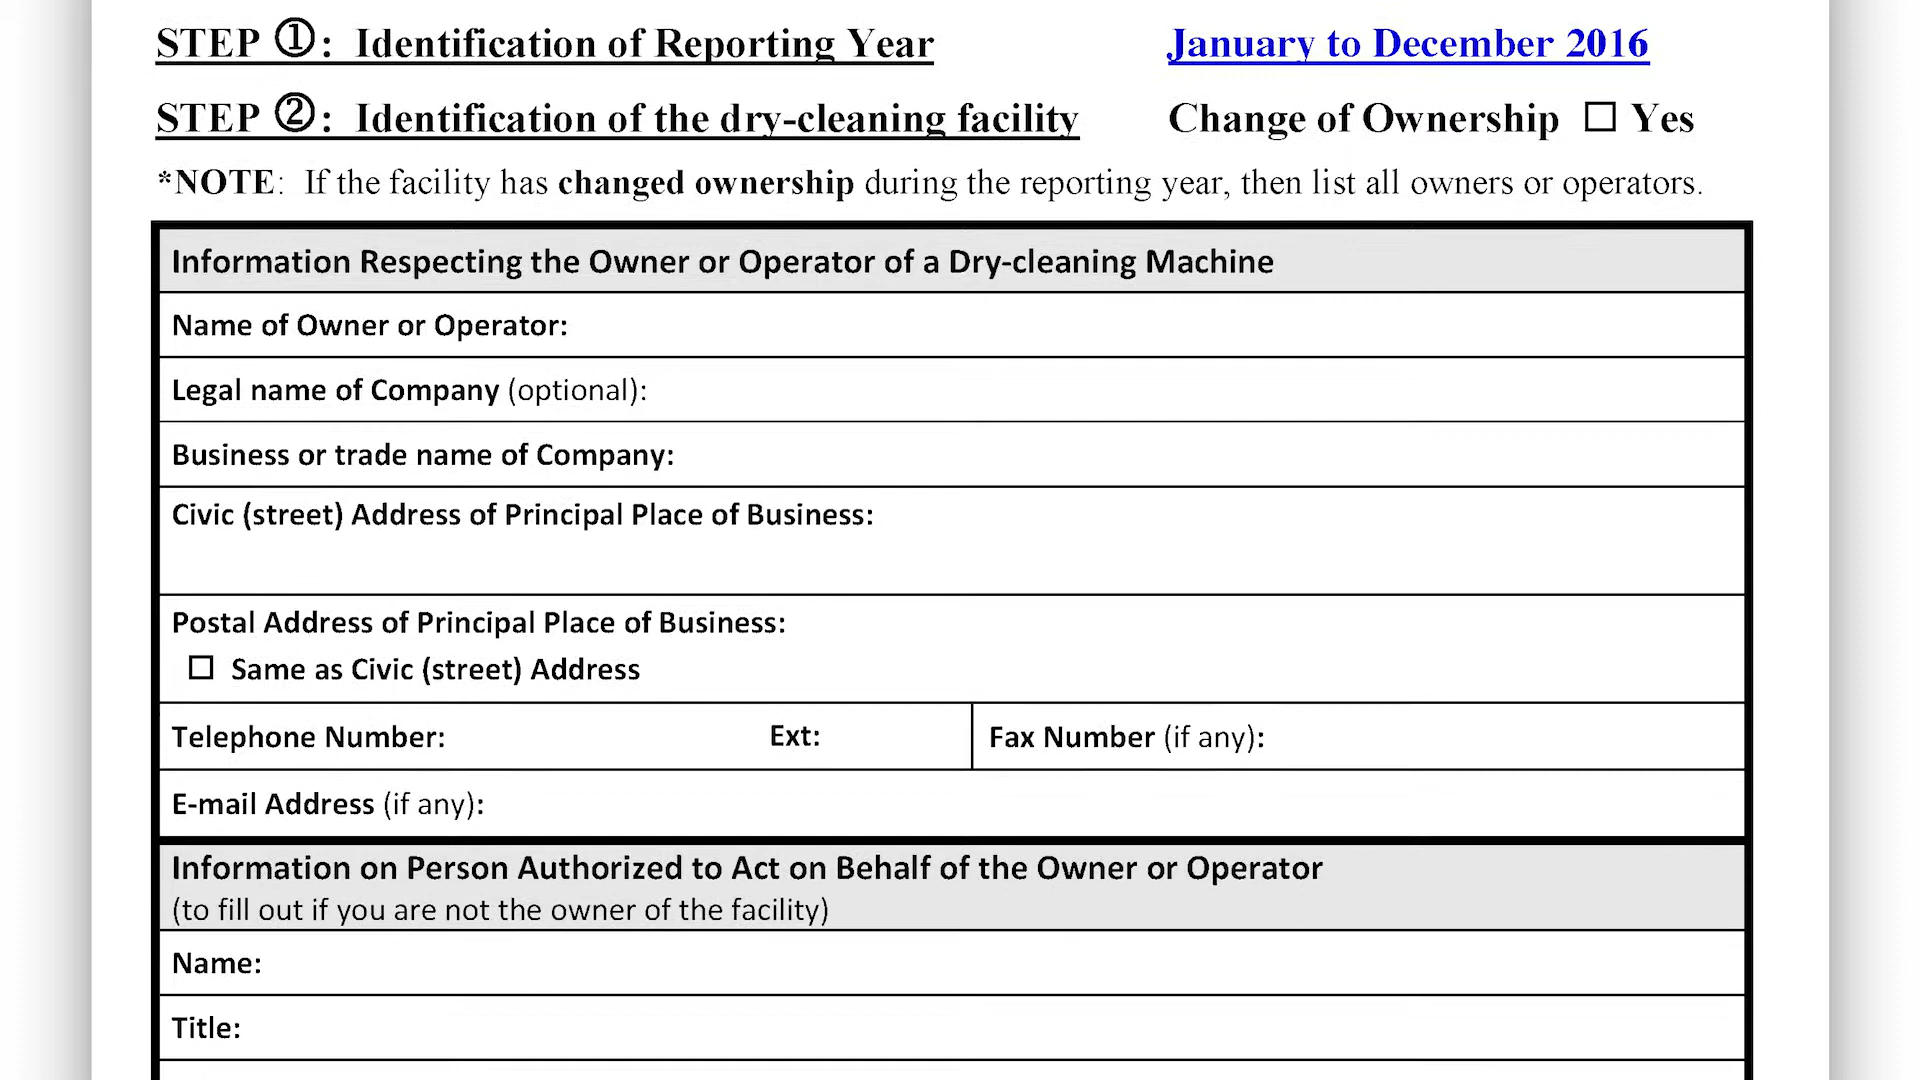 STEP ①: Identification of Reporting Year January to December 2016
STEP ②: Identification of the dry-cleaning facility Change of Ownership ☐ Yes
*NOTE: If the facility has changed ownership during the reporting year, then list all owners or operators.
Information Respecting the Owner or Operator of a Dry-cleaning Machine
Name of Owner or Operator:
Legal name of Company (optional):
Business or trade name of Company:
Civic (street) Address of Principal Place of Business:
Postal Address of Principal Place of Business:
☐ Same as Civic (street) Address
Telephone Number: Ext: Fax Number (if any):
E-mail Address (if any):
Information on Person Authorized to Act on Behalf of the Owner or Operator
(to fill out if you are not the owner of the facility)
Name:
Title: